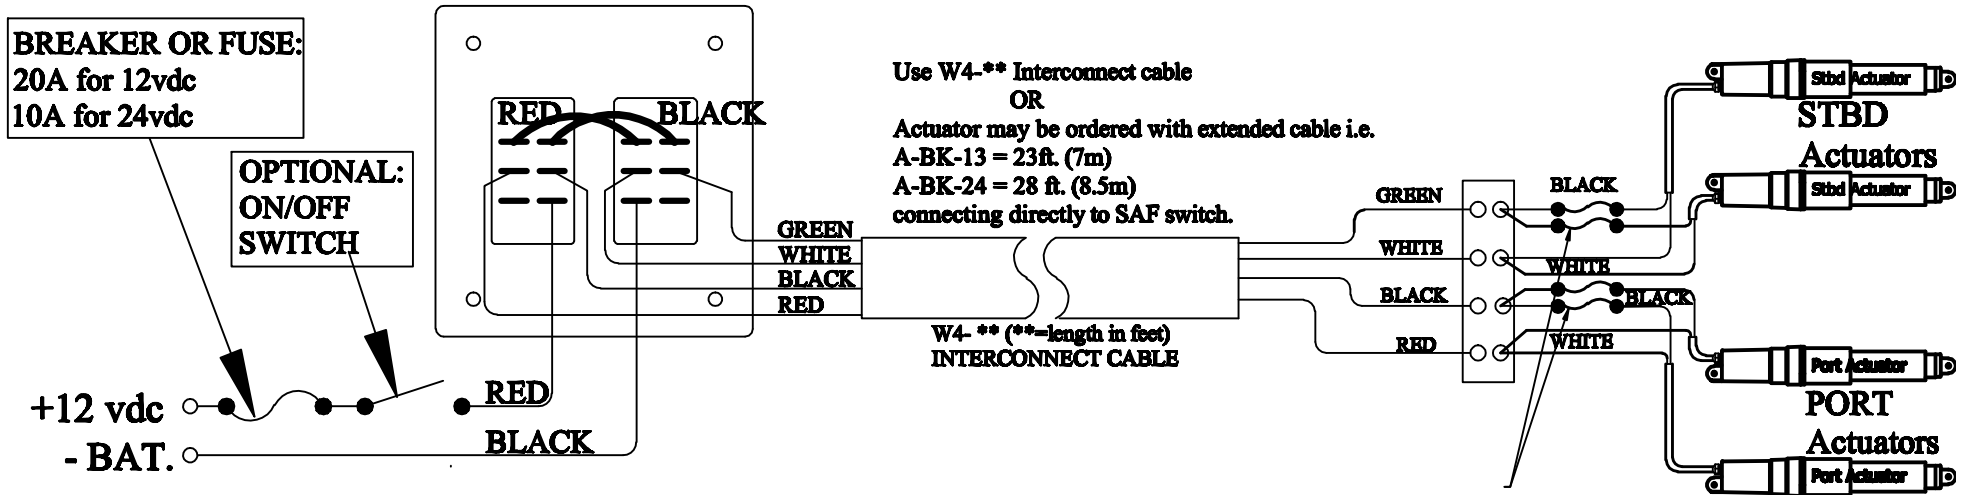 BREAKER OR FUSE:
20A for 12vdc
10A for 24vdc
OPTIONAL:
ON/OFF
SWITCH
RED
BLACK
Use W4-** Interconnect cable
OR
Actuator may be ordered with extended cable i.e.
A-BK-13 = 23ft. (7m)
A-BK-24 = 28 ft. (8.5m)
connecting directly to SAF switch.
GREEN
WHITE
BLACK
RED
W4- ** (**=length in feet)
INTERCONNECT CABLE
+12 vdc
- BAT.
RED
BLACK
GREEN
WHITE
BLACK
RED
BLACK
WHITE
BLACK
WHITE
Stbd Actuator
STBD
Actuators
Stbd Actuator
Port Actuator
PORT
Actuators
Port Actuator